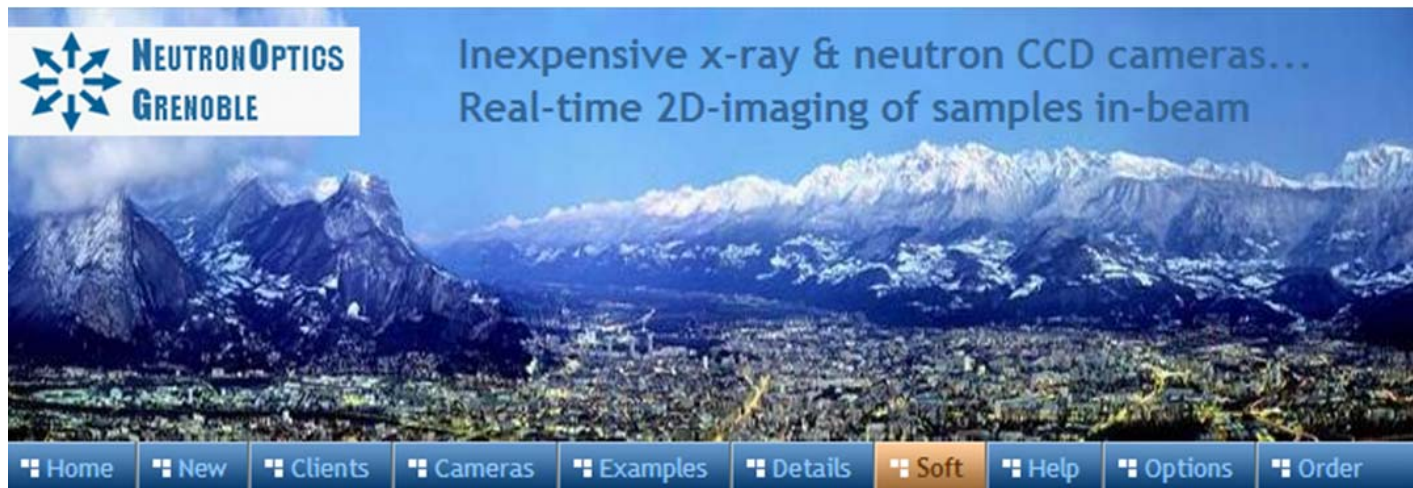 NEUTRONOPTICS
GRENOBLE
Inexpensive x-ray & neutron CCD cameras...
Real-time 2D-imaging of samples in-beam
Home New Clients Cameras Examples Details Soft Help Options Order